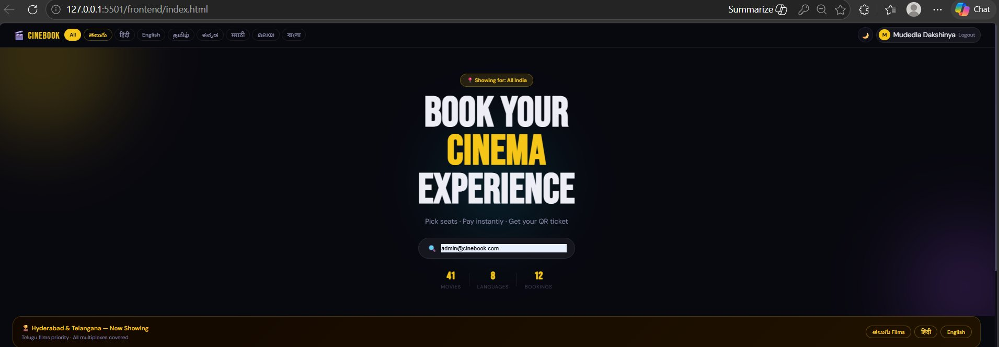 127.0.0.1:5501/frontend/index.html Summarize Chat
CINEBOOK All తెలుగు हिंदी English தமிழ் ಕನ್ನಡ मराठी മലയ বাংলা M Mudedla Dakshinya Logout
Showing for: All India
BOOK YOUR
CINEMA
EXPERIENCE
Pick seats · Pay instantly · Get your QR ticket
admin@cinebook.com
41 8 12
MOVIES LANGUAGES BOOKINGS
Hyderabad & Telangana — Now Showing
Telugu films priority · All multiplexes covered
తెలుగు Films हिंदी English